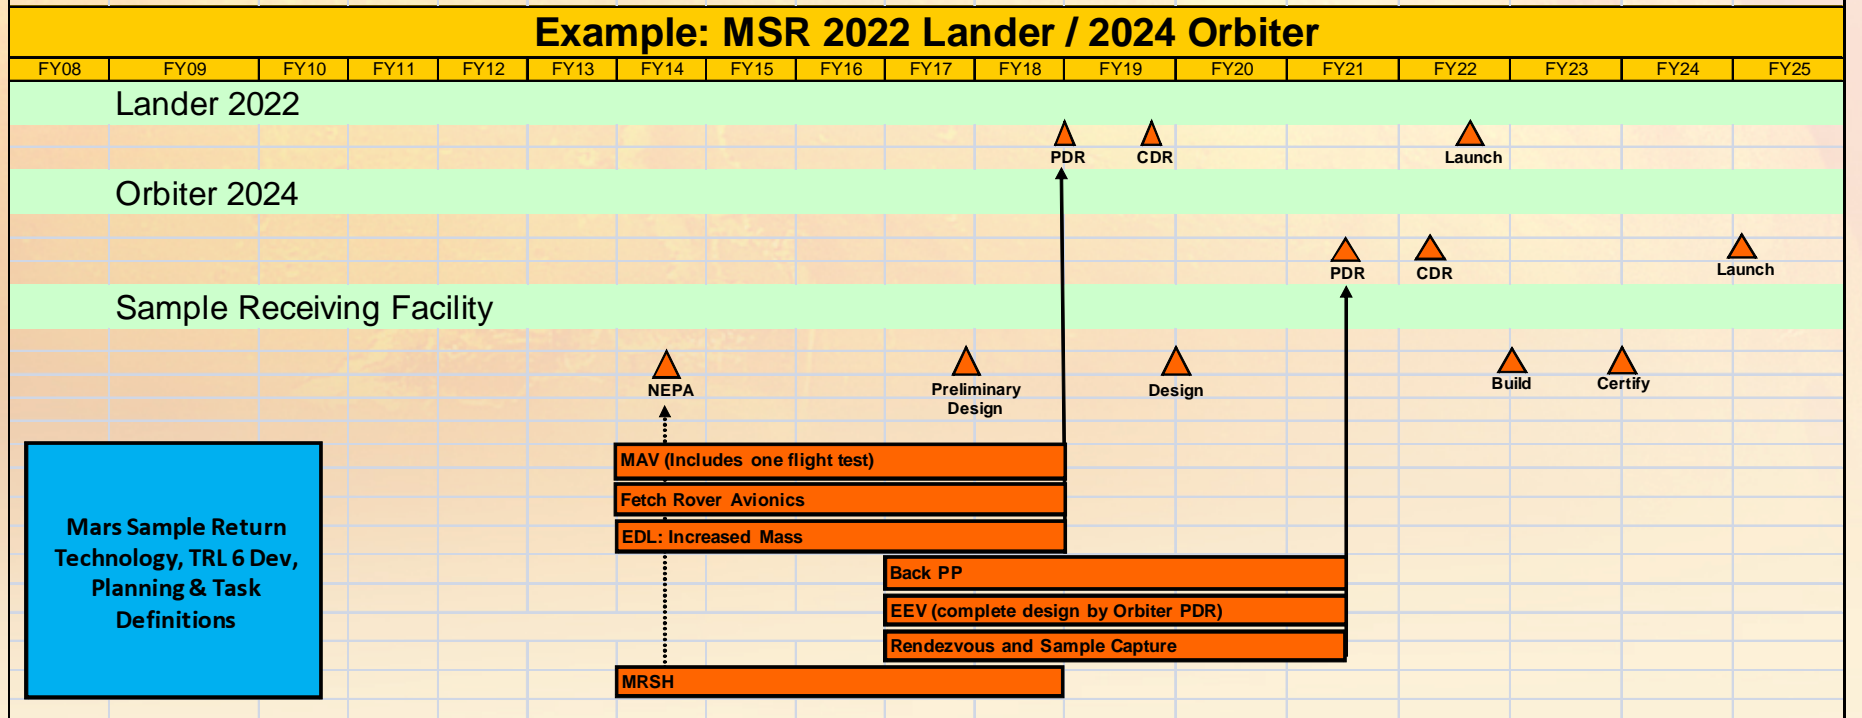 Example: MSR 2022 Lander / 2024 Orbiter
FY08 FY09 FY10 FY11 FY12 FY13 FY14 FY15 FY16 FY17 FY18 FY19 FY20 FY21 FY22 FY23 FY24 FY25
Lander 2022
PDR CDR Launch
Orbiter 2024
PDR CDR Launch
Sample Receiving Facility
NEPA Preliminary Design Build Certify
Design
MAV (Includes one flight test)
Fetch Rover Avionics
EDL: Increased Mass
Back PP
EEV (complete design by Orbiter PDR)
Rendezvous and Sample Capture
MRSH
Mars Sample Return
Technology, TRL 6 Dev,
Planning & Task
Definitions